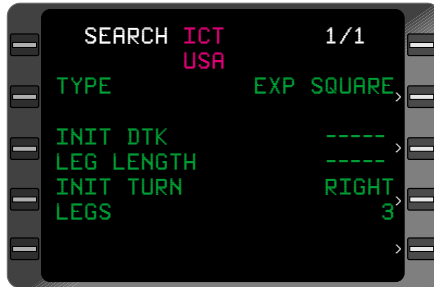 SEARCH ICT 1/1
USA
TYPE EXP SQUARE
INIT DTK -----
LEG LENGTH -----
INIT TURN RIGHT
LEGS 3